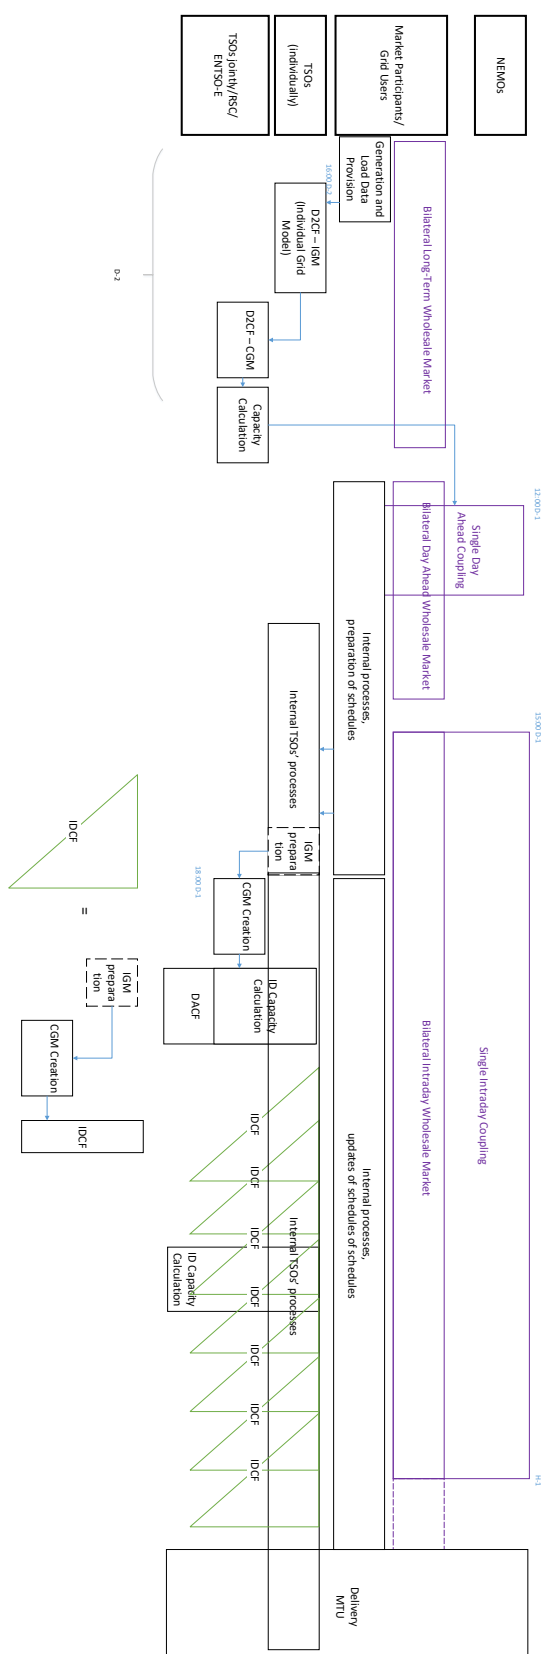 NEMOs
Market Participants/
Grid Users
TSOs
(individually)
TSOs jointly/RSC/
ENTSO-E
Bilateral Long-Term Wholesale Market
Generation and
Load Data
Provision
16:00 D-2
D2CF – IGM
(Individual Grid
Model)
D2CF – CGM
Capacity
Calculation
D-2
12:00 D-1
Single Day
Ahead Coupling
Bilateral Day Ahead Wholesale Market
Internal processes,
preparation of schedules
Internal TSOs' processes
15:00 D-1
IGM
prepara
tion
18:00 D-1
CGM Creation
ID Capacity
Calculation
DACF
Single Intraday Coupling
Bilateral Intraday Wholesale Market
Internal processes,
updates of schedules of schedules
Internal TSOs' processes
IDCF
IDCF
IDCF
IDCF
IDCF
IDCF
IDCF
ID Capacity
Calculation
H-1
Delivery
MTU
IDCF
=
IGM
prepara
tion
CGM Creation
IDCF